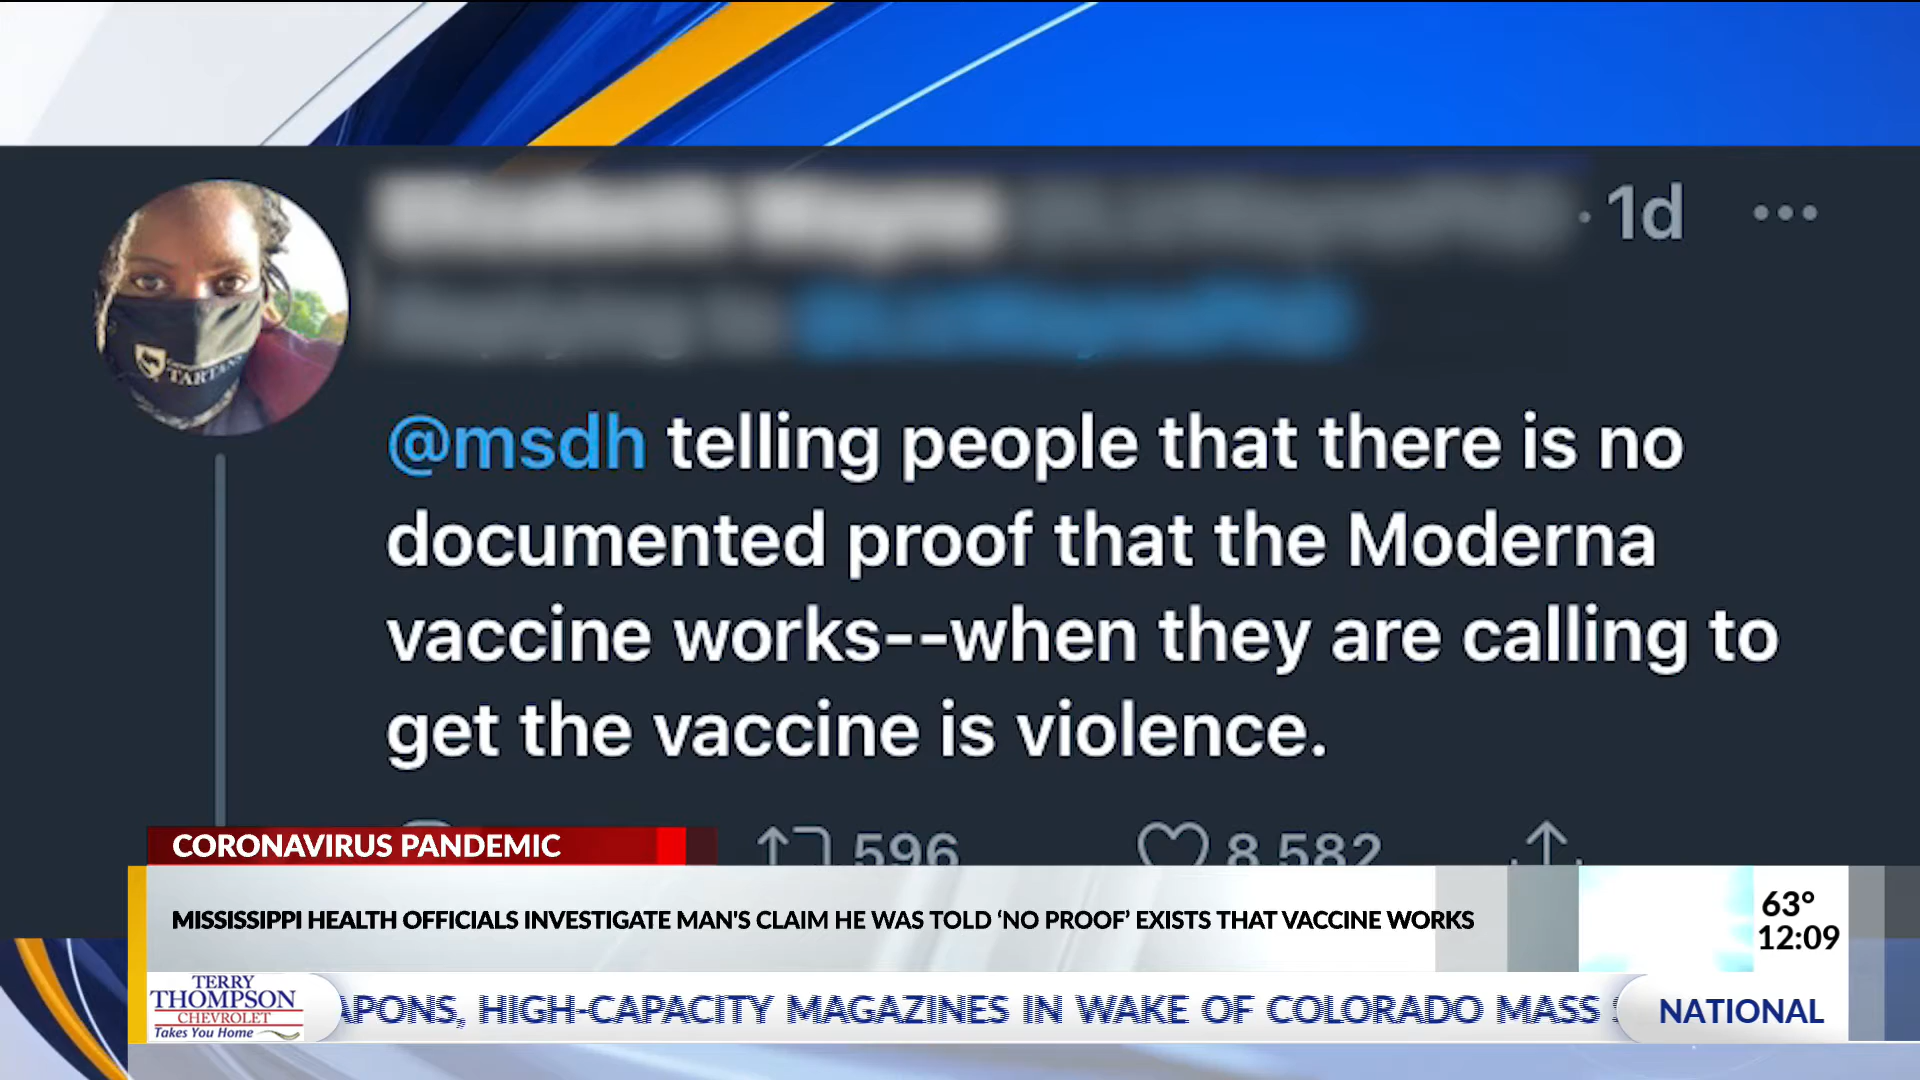 1d
TARTANS
@msdh telling people that there is no
documented proof that the Moderna
vaccine works--when they are calling to
get the vaccine is violence.
596
8,582
CORONAVIRUS PANDEMIC
MISSISSIPPI HEALTH OFFICIALS INVESTIGATE MAN'S CLAIM HE WAS TOLD ‘NO PROOF’ EXISTS THAT VACCINE WORKS
63°
12:09
TERRY
THOMPSON
CHEVROLET
Takes You Home
APONS, HIGH-CAPACITY MAGAZINES IN WAKE OF COLORADO MASS
NATIONAL